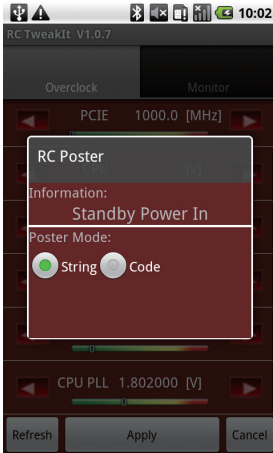 10:02
RC TweakIt V1.0.7
Overclock Monitor
PCIE 1000.0 [MHz]
RC Poster
Information:
Standby Power In
Poster Mode:
String Code
CPU PLL 1.802000 [V]
Refresh Apply Cancel